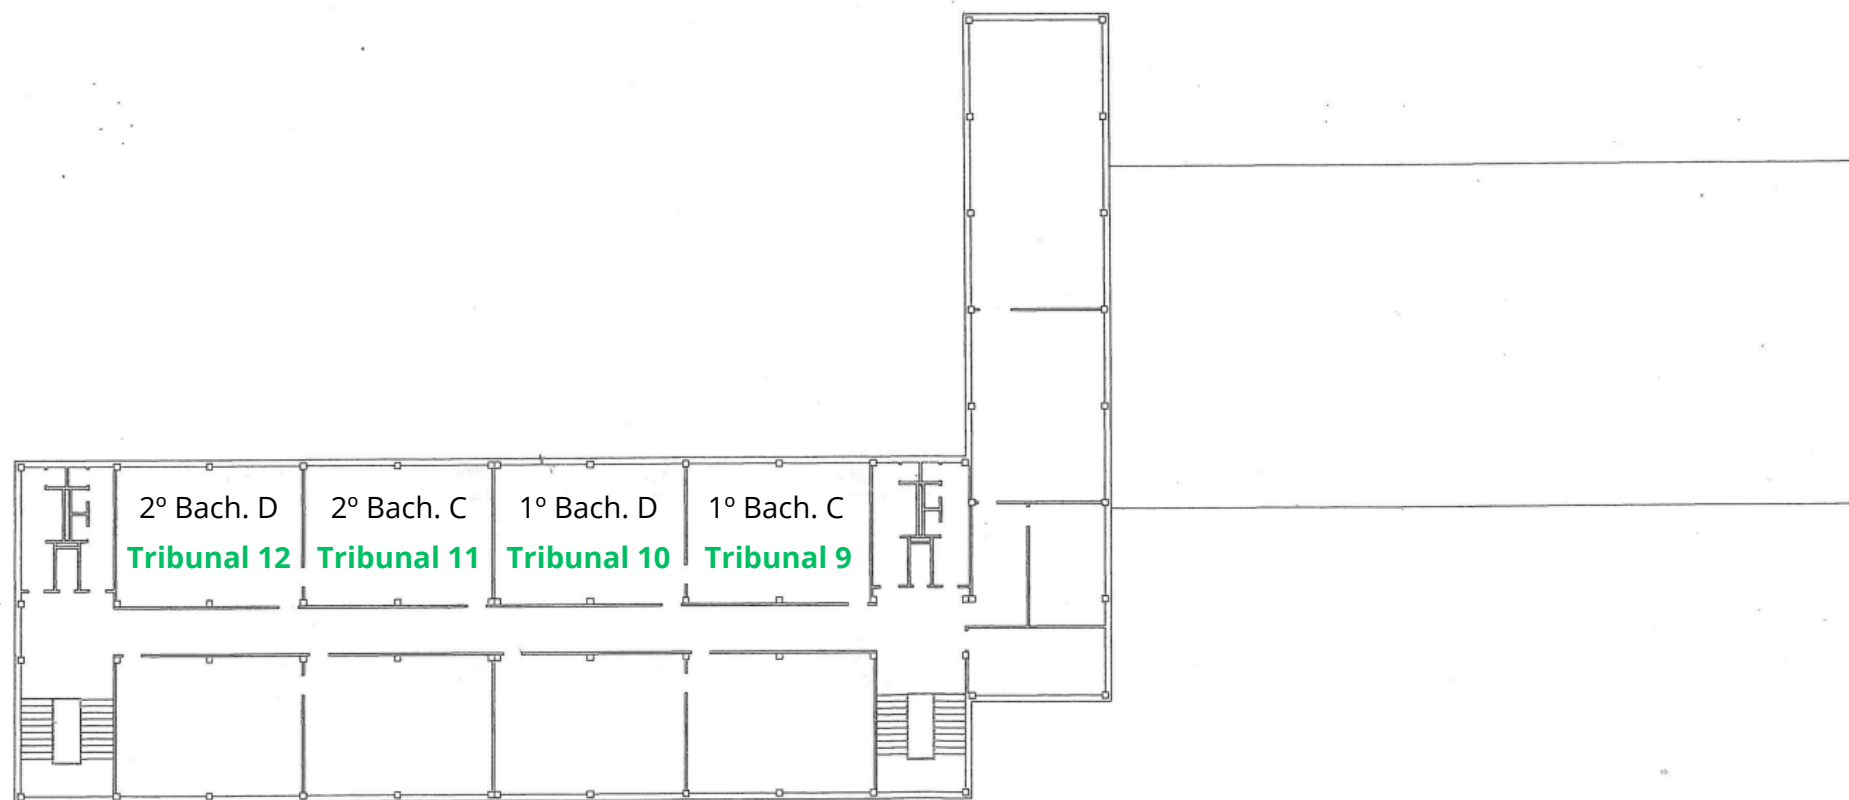 2º Bach. D
Tribunal 12
2º Bach. C
Tribunal 11
1º Bach. D
Tribunal 10
1º Bach. C
Tribunal 9